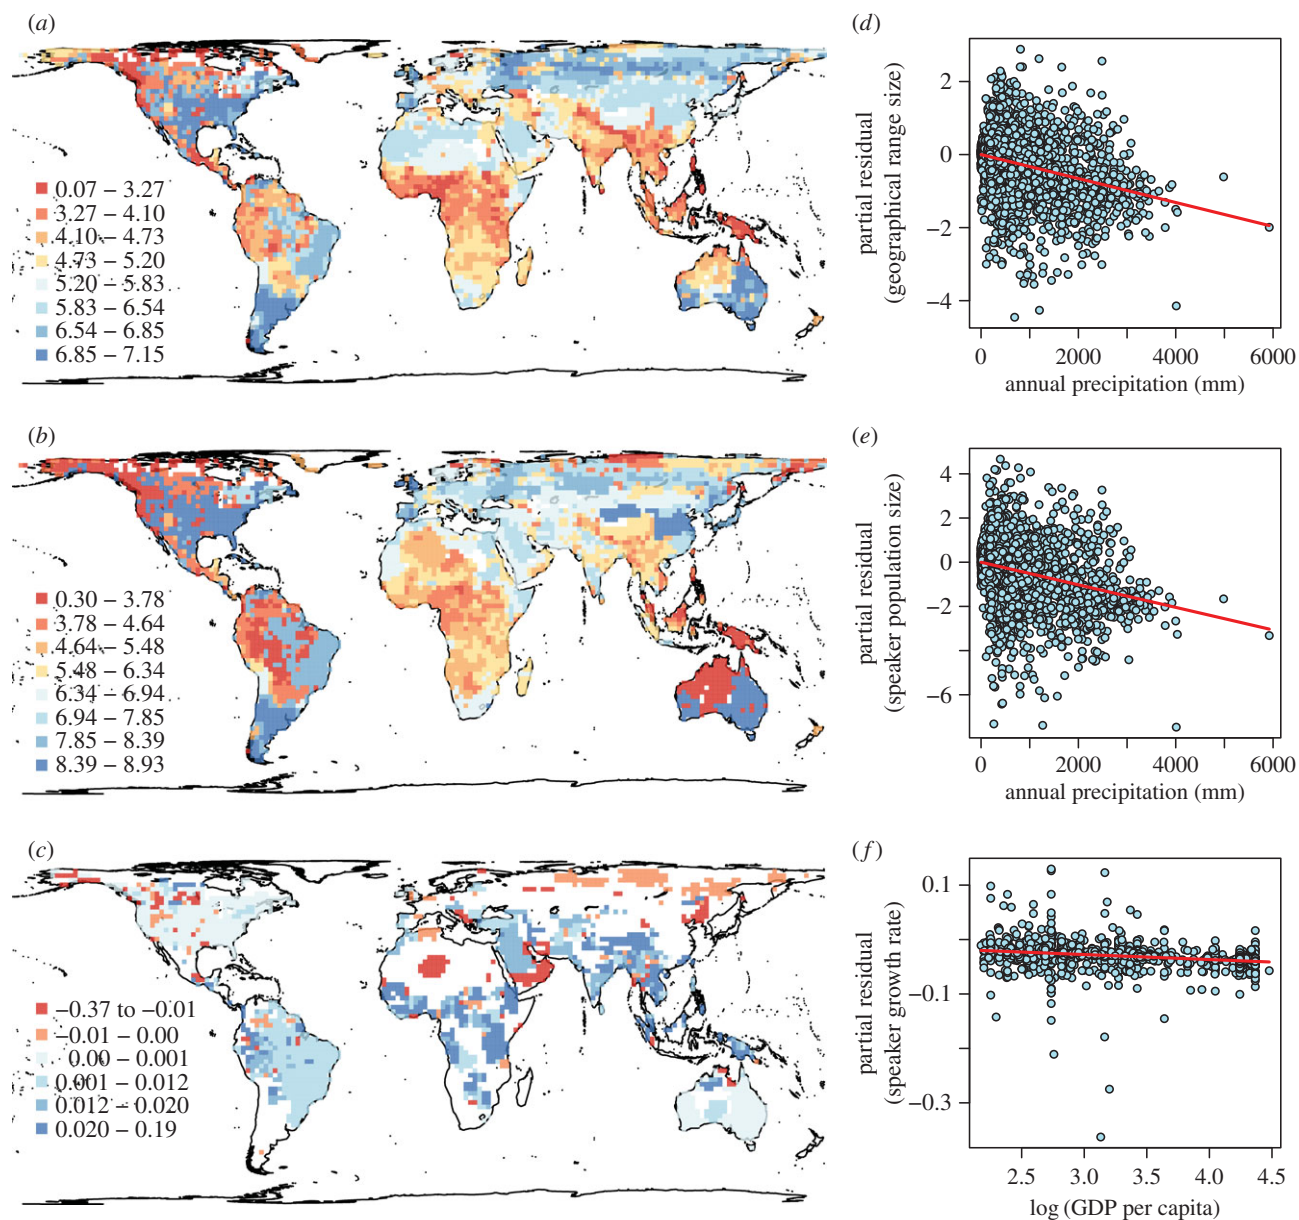 (a)
0.07 – 3.27
3.27 – 4.10
4.10 – 4.73
4.73 – 5.20
5.20 – 5.83
5.83 – 6.54
6.54 – 6.85
6.85 – 7.15
(d)
2
0
−2
−4
partial residual
(geographical range size)
0 2000 4000 6000
annual precipitation (mm)
(b)
0.30 – 3.78
3.78 – 4.64
4.64 – 5.48
5.48 – 6.34
6.34 – 6.94
6.94 – 7.85
7.85 – 8.39
8.39 – 8.93
(e)
4
2
0
−2
−6
partial residual
(speaker population size)
0 2000 4000 6000
annual precipitation (mm)
(c)
−0.37 to −0.01
−0.01 – 0.00
0.00 – 0.001
0.001 – 0.012
0.012 – 0.020
0.020 – 0.19
(f)
0.1
−0.1
−0.3
partial residual
(speaker growth rate)
2.5 3.0 3.5 4.0 4.5
log (GDP per capita)